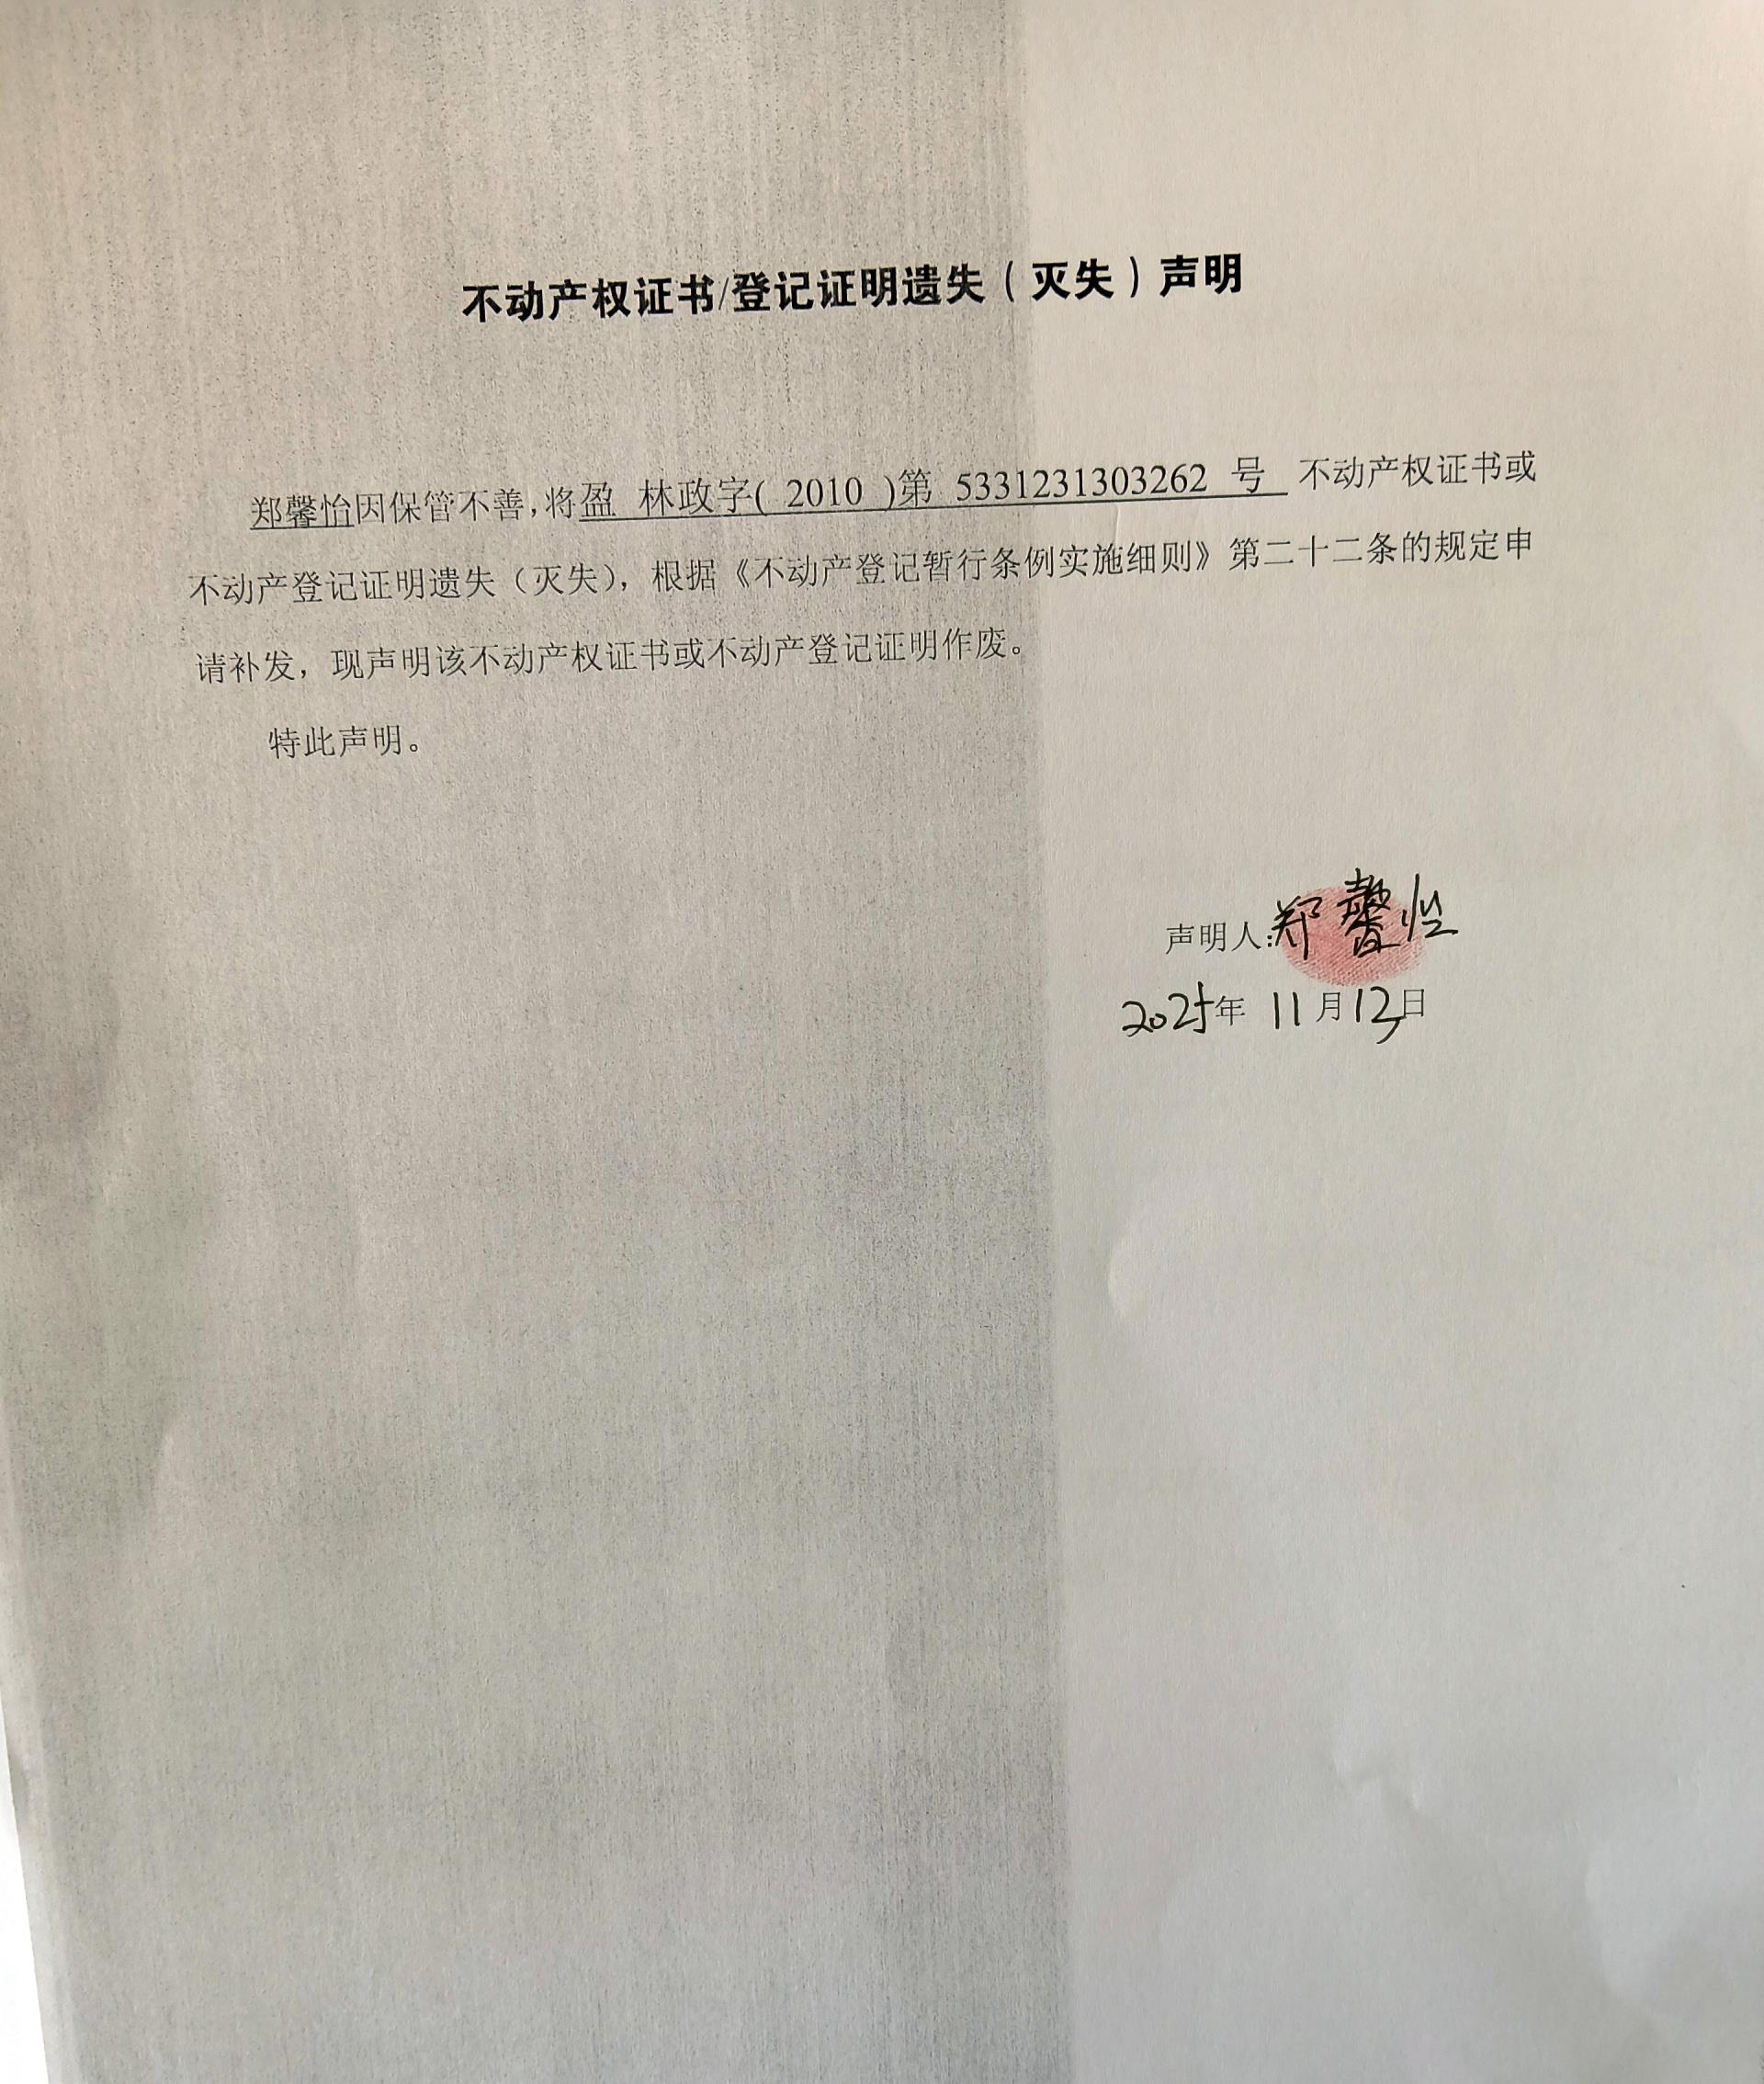 不动产权证书/登记证明遗失（灭失）声明
郑馨怡因保管不善,将盈 林政字( 2010 )第 5331231303262 号 不动产权证书或
不动产登记证明遗失（灭失），根据《不动产登记暂行条例实施细则》第二十二条的规定申
请补发，现声明该不动产权证书或不动产登记证明作废。
特此声明。
声明人:郑馨怡
2025年 11月12日